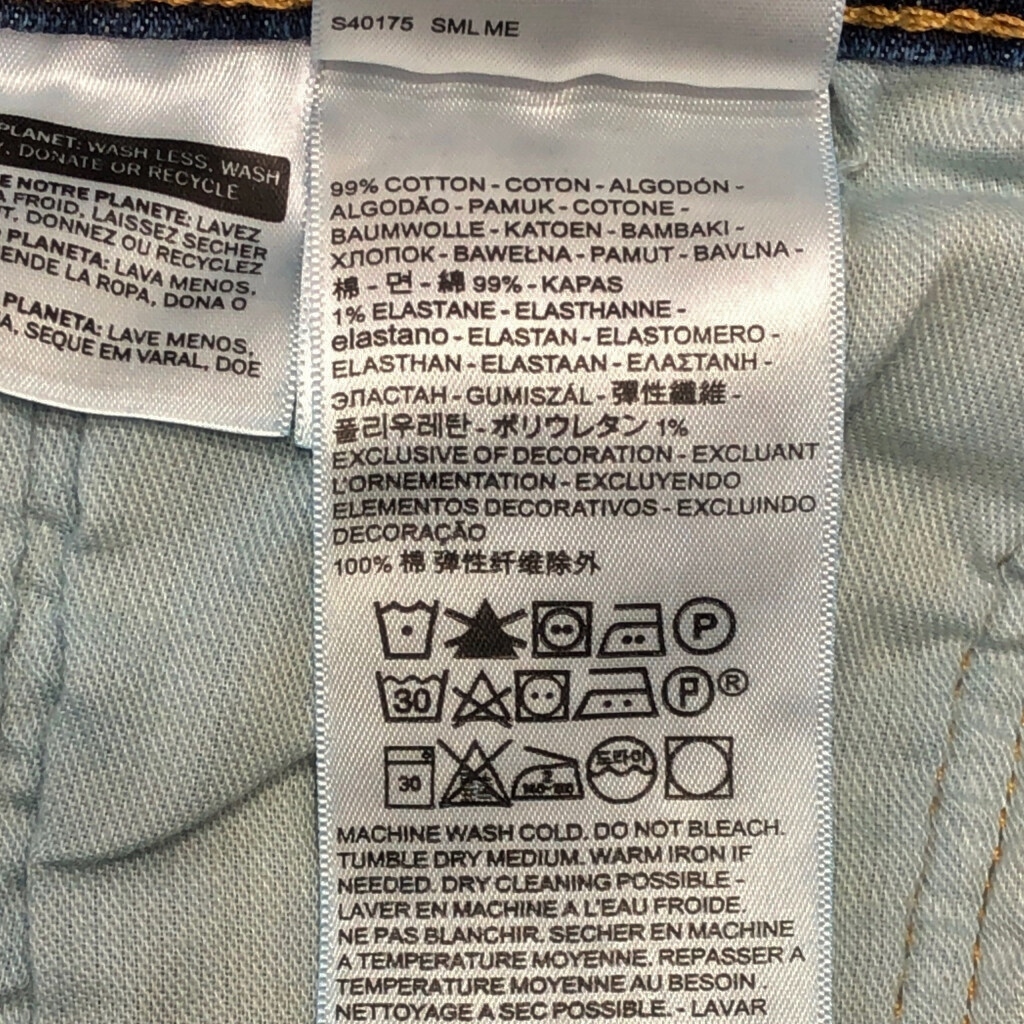 PLANET: WASH LESS, WASH
DONATE OR RECYCLE
E NOTRE PLANETE: LAVEZ
A FROID, LAISSEZ SECHER
T, DONNEZ OU RECYCLEZ
PLANETA: LAVA MENOS,
ENDE LA ROPA, DONA O
PLANETA: LAVE MENOS,
A, SEQUE EM VARAL, DOE
S40175 SML ME
99% COTTON - COTON - ALGODÓN -
ALGODÃO - PAMUK - COTONE -
BAUMWOLLE - KATOEN - BAMBAKI -
ХЛОПОК - BAWEŁNA - PAMUT - BAVLNA -
棉 - 면 - 綿 99% - KAPAS
1% ELASTANE - ELASTHANNE -
elastano - ELASTAN - ELASTOMERO -
ELASTHAN - ELASTAAN - ΕΛΑΣΤΑΝΗ -
ЭЛАСТАН - GUMISZÁL - 彈性纖維 -
폴리우레탄 - ポリウレタン 1%
EXCLUSIVE OF DECORATION - EXCLUANT
L'ORNEMENTATION - EXCLUYENDO
ELEMENTOS DECORATIVOS - EXCLUINDO
DECORAÇÃO
100% 棉 弹性纤维除外
P
30 P®
30 2 드라이
MACHINE WASH COLD. DO NOT BLEACH.
TUMBLE DRY MEDIUM. WARM IRON IF
NEEDED. DRY CLEANING POSSIBLE -
LAVER EN MACHINE A L'EAU FROIDE.
NE PAS BLANCHIR. SECHER EN MACHINE
A TEMPERATURE MOYENNE. REPASSER A
TEMPERATURE MOYENNE AU BESOIN.
NETTOYAGE A SEC POSSIBLE. - LAVAR